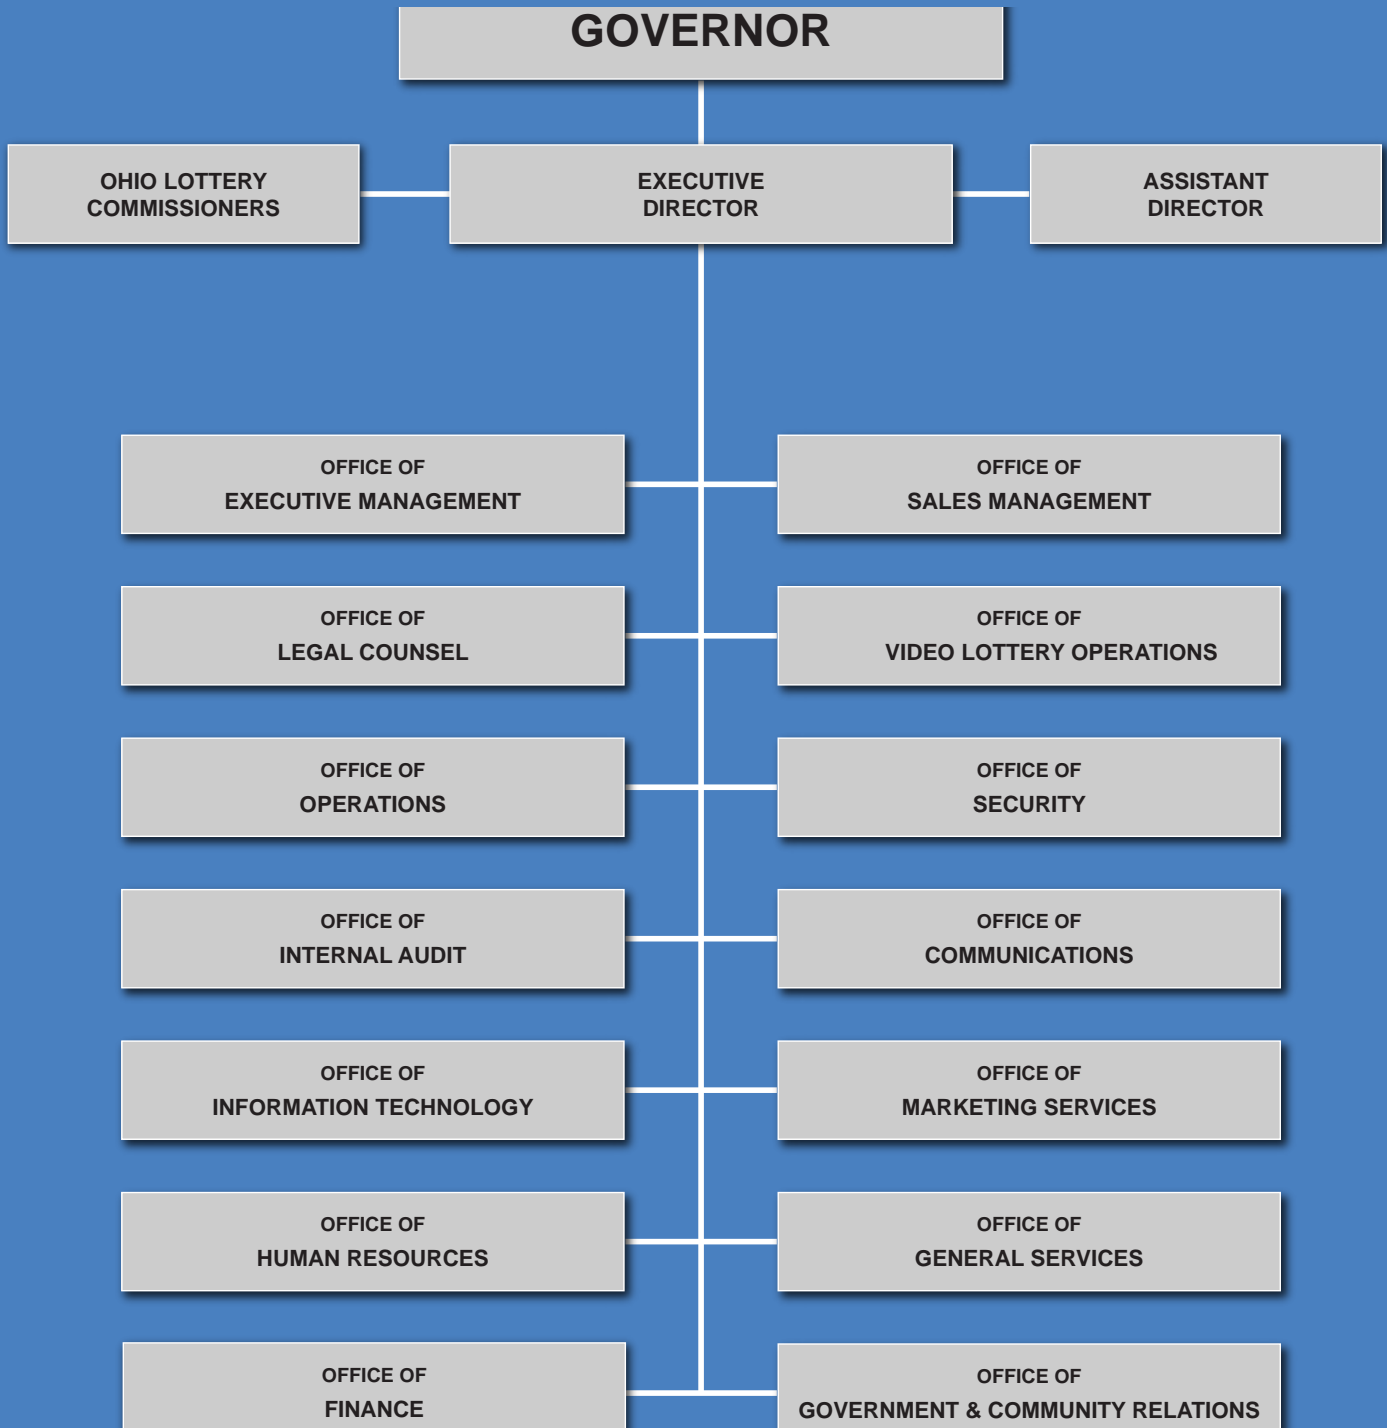 GOVERNOR
OHIO LOTTERY
COMMISSIONERS
EXECUTIVE
DIRECTOR
ASSISTANT
DIRECTOR
OFFICE OF
EXECUTIVE MANAGEMENT
OFFICE OF
SALES MANAGEMENT
OFFICE OF
LEGAL COUNSEL
OFFICE OF
VIDEO LOTTERY OPERATIONS
OFFICE OF
OPERATIONS
OFFICE OF
SECURITY
OFFICE OF
INTERNAL AUDIT
OFFICE OF
COMMUNICATIONS
OFFICE OF
INFORMATION TECHNOLOGY
OFFICE OF
MARKETING SERVICES
OFFICE OF
HUMAN RESOURCES
OFFICE OF
GENERAL SERVICES
OFFICE OF
FINANCE
OFFICE OF
GOVERNMENT & COMMUNITY RELATIONS